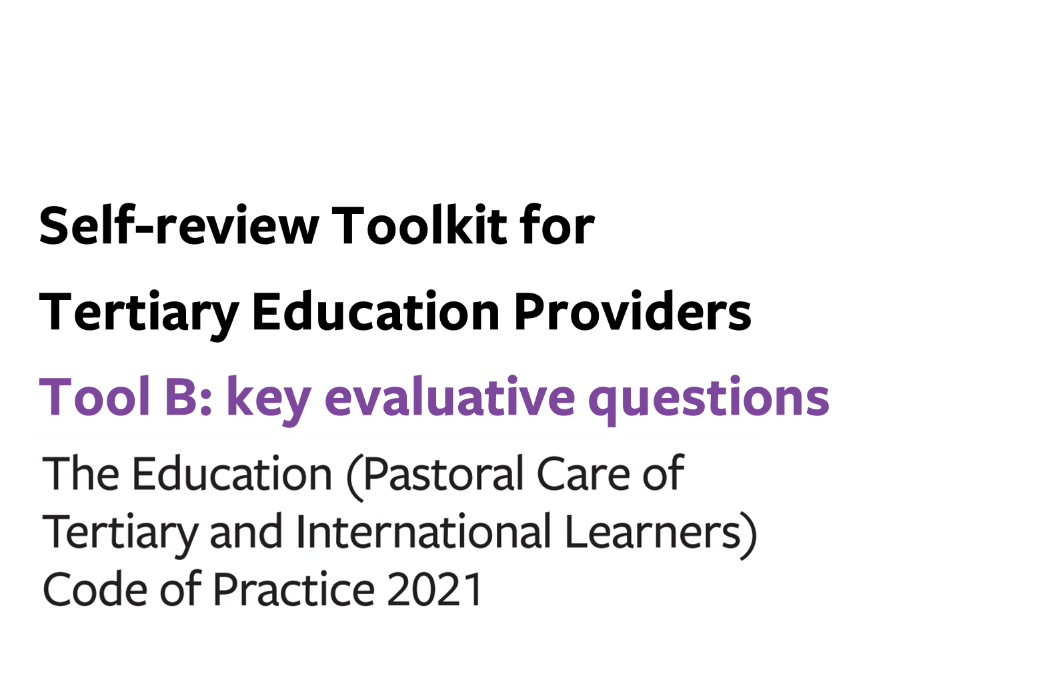 Self-review Toolkit for
Tertiary Education Providers
Tool B: key evaluative questions
The Education (Pastoral Care of
Tertiary and International Learners)
Code of Practice 2021